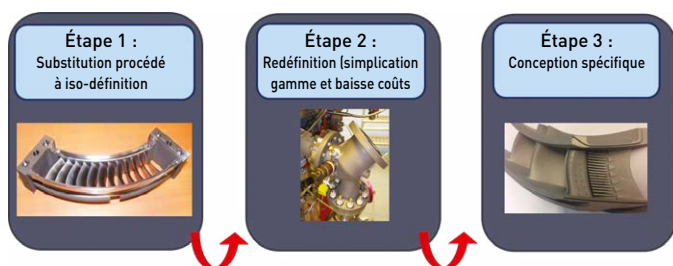 Étape 1 :
Substitution procédé
à iso-définition
Étape 2 :
Redéfinition (simplication
gamme et baisse coûts
Étape 3 :
Conception spécifique